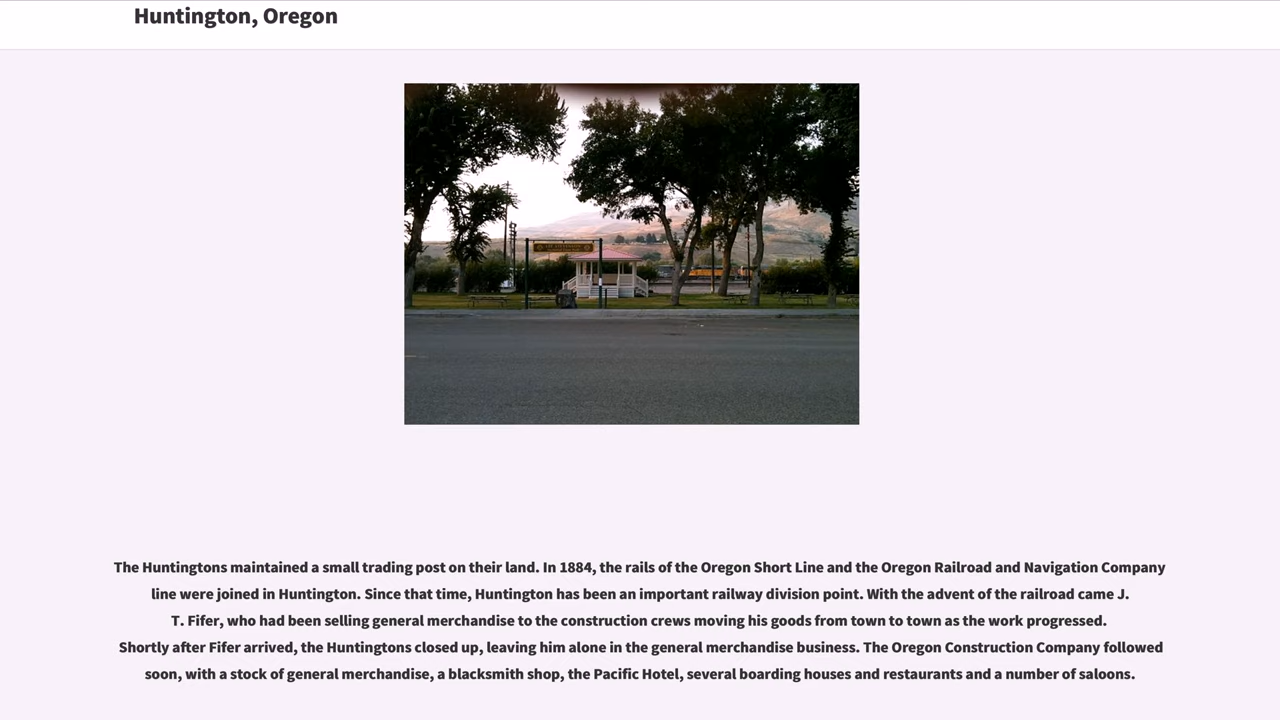 Huntington, Oregon
The Huntingtons maintained a small trading post on their land. In 1884, the rails of the Oregon Short Line and the Oregon Railroad and Navigation Company
line were joined in Huntington. Since that time, Huntington has been an important railway division point. With the advent of the railroad came J.
T. Fifer, who had been selling general merchandise to the construction crews moving his goods from town to town as the work progressed.
Shortly after Fifer arrived, the Huntingtons closed up, leaving him alone in the general merchandise business. The Oregon Construction Company followed
soon, with a stock of general merchandise, a blacksmith shop, the Pacific Hotel, several boarding houses and restaurants and a number of saloons.